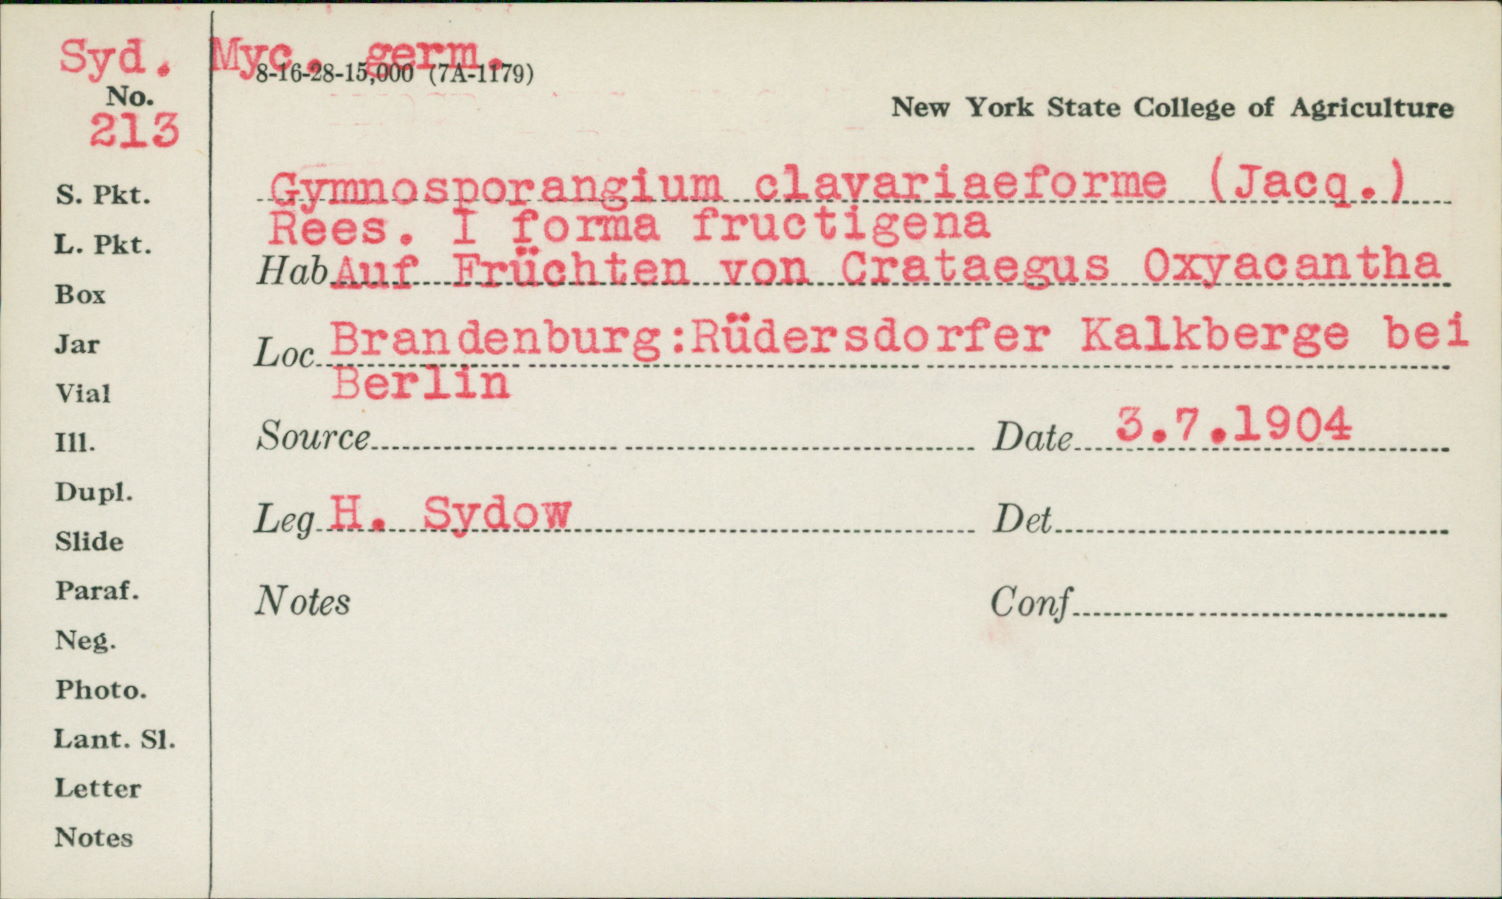 Syd. Myc. germ.
8-16-28-15,000 (7A-1179)
No.
213
New York State College of Agriculture
S. Pkt.
L. Pkt.
Box
Jar
Vial
Ill.
Dupl.
Slide
Paraf.
Neg.
Photo.
Lant. Sl.
Letter
Notes
Gymnosporangium clavariaeforme (Jacq.)
Rees. I forma fructigena
Hab Auf Früchten von Crataegus Oxyacantha
Loc. Brandenburg:Rüdersdorfer Kalkberge bei
Berlin
Source
Date 3.7.1904
Leg. H. Sydow
Det.
Notes
Conf.